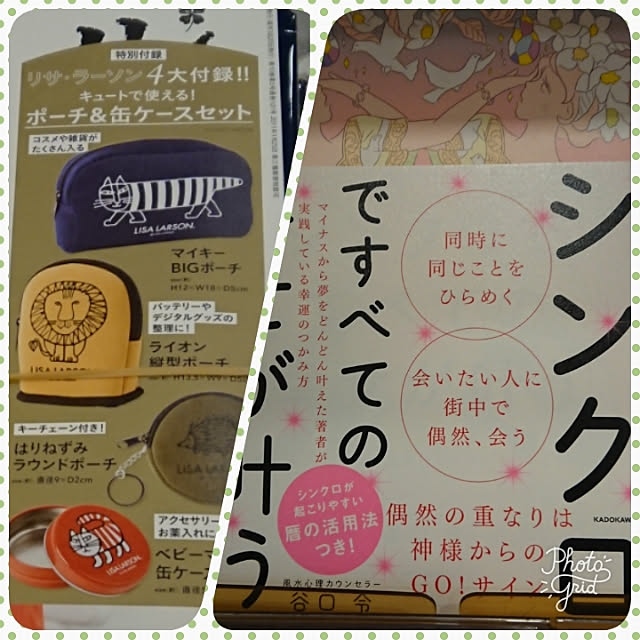 特別付録
リサ・ラーソン4大付録!!
キュートで使える!
ポーチ&缶ケースセット
コスメや雑貨が
たくさん入る
LISA LARSON.
マイキー
BIGポーチ
H12×W18×D5cm
バッテリーや
デジタルグッズの
整理に!
ライオン
縦型ポーチ
LISA LARSON
キーチェーン付き!
はりねずみ
ラウンドポーチ
直径9×D2cm
アクセサリー
お薬入れに
ベビーマ
缶ケー
LISA LARSON.
シンクロ
ですべての
が叶う
マイナスから夢をどんどん叶えた著者が
実践している幸運のつかみ方
同時に
同じことを
ひらめく
会いたい人に
街中で
偶然、会う
シンクロが
起こりやすい
暦の活用法
つき!
偶然の重なりは
神様からの
GO!サイン
KADOKAWA
風水心理カウンセラー
谷口令
Photo
Grid